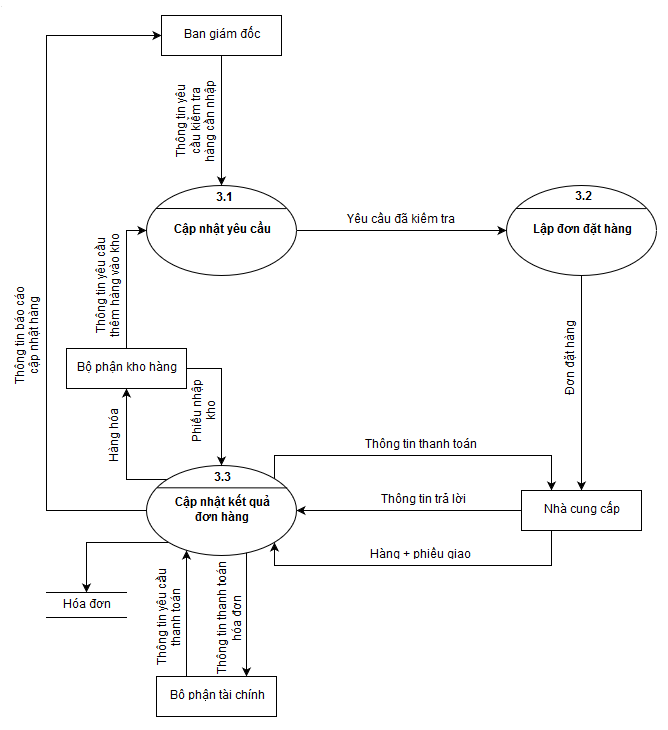 Ban giám đốc
Thông tin yêu
cầu kiểm tra
hàng cần nhập
3.1
Cập nhật yêu cầu
Yêu cầu đã kiểm tra
3.2
Lập đơn đặt hàng
Thông tin yêu cầu
thêm hàng vào kho
Thông tin báo cáo
cập nhật hàng
Đơn đặt hàng
Bộ phận kho hàng
Hàng hóa
Phiếu nhập
kho
3.3
Cập nhật kết quả
đơn hàng
Thông tin thanh toán
Thông tin trả lời
Nhà cung cấp
Hàng + phiếu giao
Hóa đơn
Thông tin yêu cầu
thanh toán
Thông tin thanh toán
hóa đơn
Bộ phận tài chính